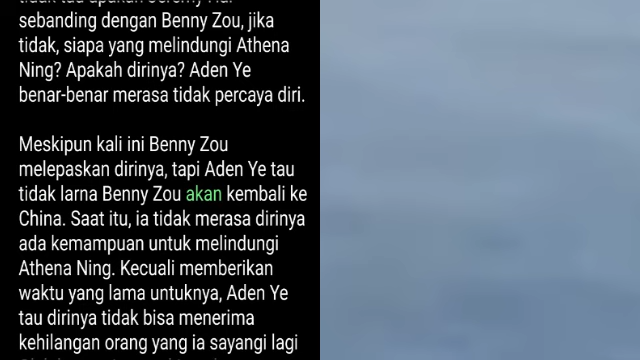 sebanding dengan Benny Zou, jika
tidak, siapa yang melindungi Athena
Ning? Apakah dirinya? Aden Ye
benar-benar merasa tidak percaya diri.
Meskipun kali ini Benny Zou
melepaskan dirinya, tapi Aden Ye tau
tidak larna Benny Zou akan kembali ke
China. Saat itu, ia tidak merasa dirinya
ada kemampuan untuk melindungi
Athena Ning. Kecuali memberikan
waktu yang lama untuknya, Aden Ye
tau dirinya tidak bisa menerima
kehilangan orang yang ia sayangi lagi